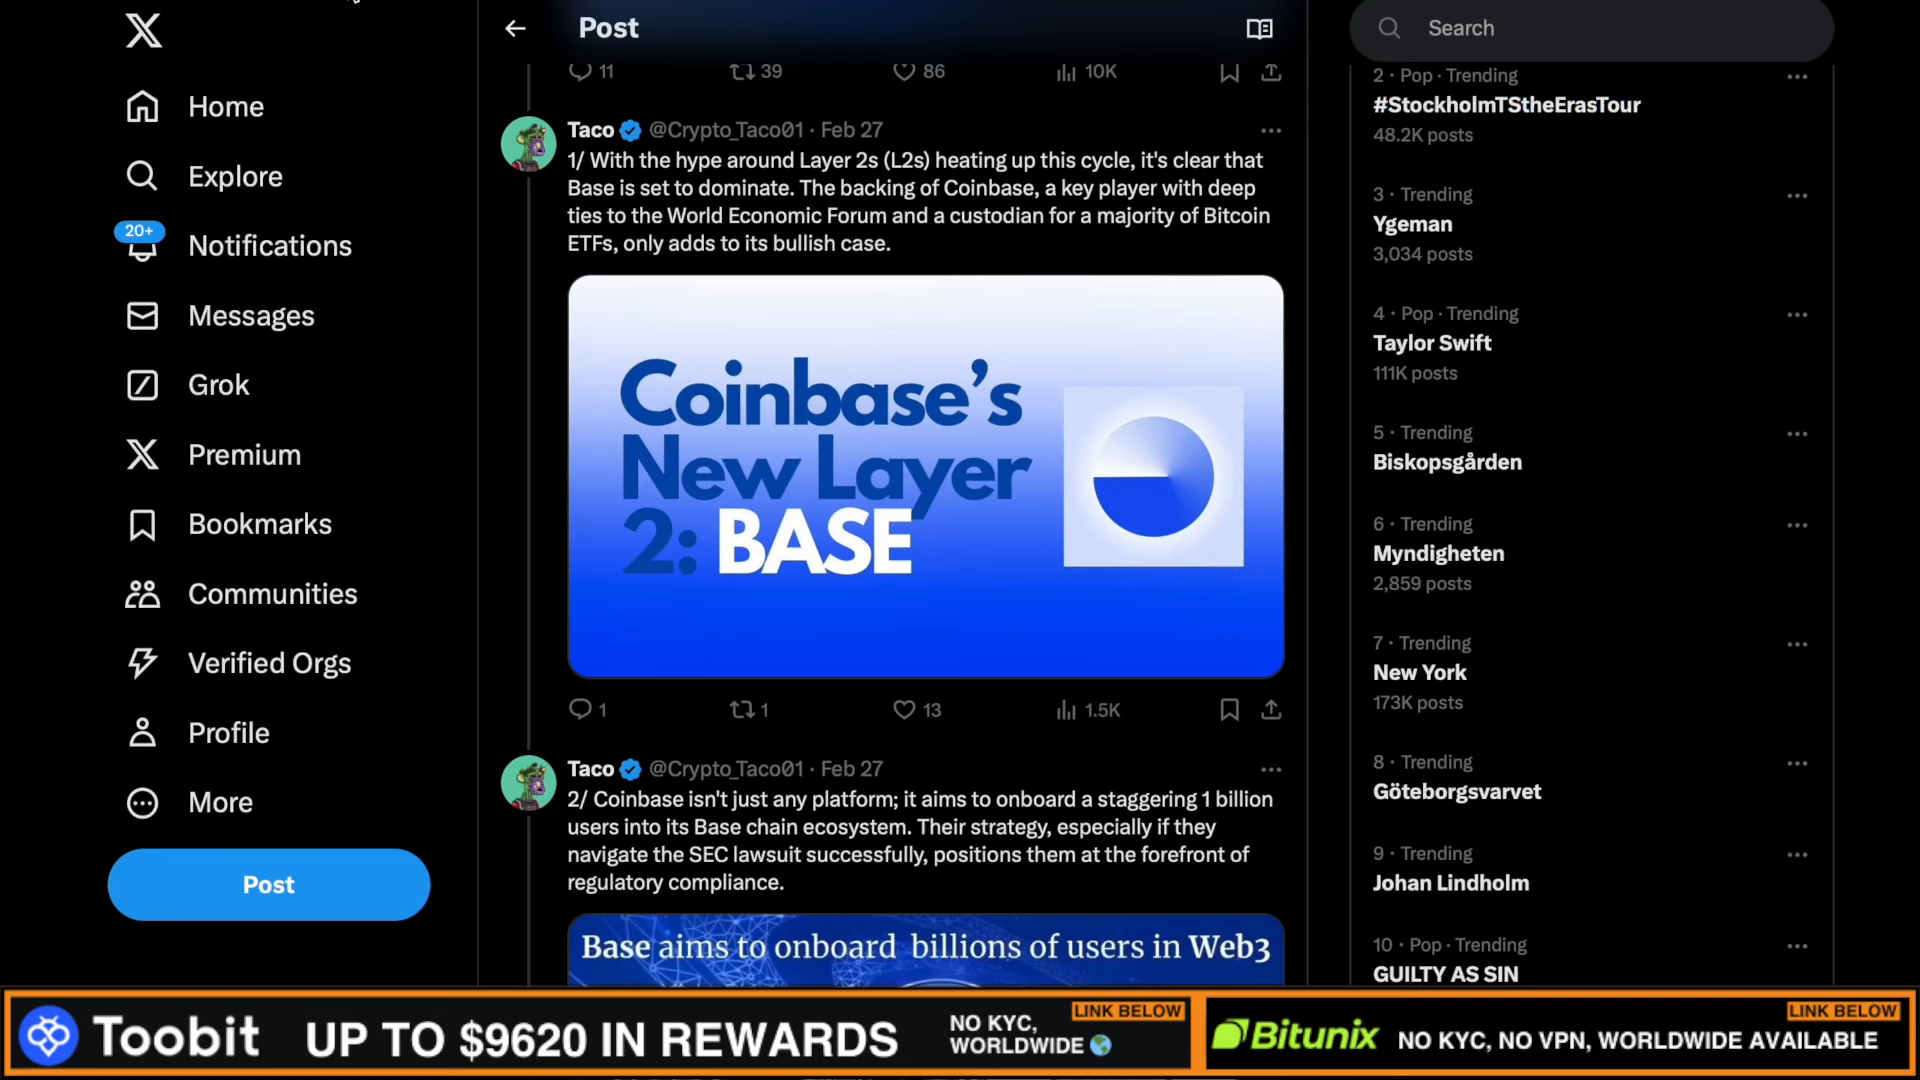 Home
Explore
20+
Notifications
Messages
Grok
Premium
Bookmarks
Communities
Verified Orgs
Profile
More
Post
Post
11
39
86
10K
Taco @Crypto_Taco01 · Feb 27
1/ With the hype around Layer 2s (L2s) heating up this cycle, it's clear that
Base is set to dominate. The backing of Coinbase, a key player with deep
ties to the World Economic Forum and a custodian for a majority of Bitcoin
ETFs, only adds to its bullish case.
Coinbase's
New Layer
2: BASE
1
1
13
1.5K
Taco @Crypto_Taco01 · Feb 27
2/ Coinbase isn't just any platform; it aims to onboard a staggering 1 billion
users into its Base chain ecosystem. Their strategy, especially if they
navigate the SEC lawsuit successfully, positions them at the forefront of
regulatory compliance.
Base aims to onboard billions of users in Web3
Search
2 · Pop · Trending
#StockholmTStheErasTour
48.2K posts
3 · Trending
Ygeman
3,034 posts
4 · Pop · Trending
Taylor Swift
111K posts
5 · Trending
Biskopsgården
6 · Trending
Myndigheten
2,859 posts
7 · Trending
New York
173K posts
8 · Trending
Göteborgsvarvet
9 · Trending
Johan Lindholm
10 · Pop · Trending
GUILTY AS SIN
Toobit
UP TO $9620 IN REWARDS
NO KYC,
WORLDWIDE
LINK BELOW
Bitunix
NO KYC, NO VPN, WORLDWIDE AVAILABLE
LINK BELOW